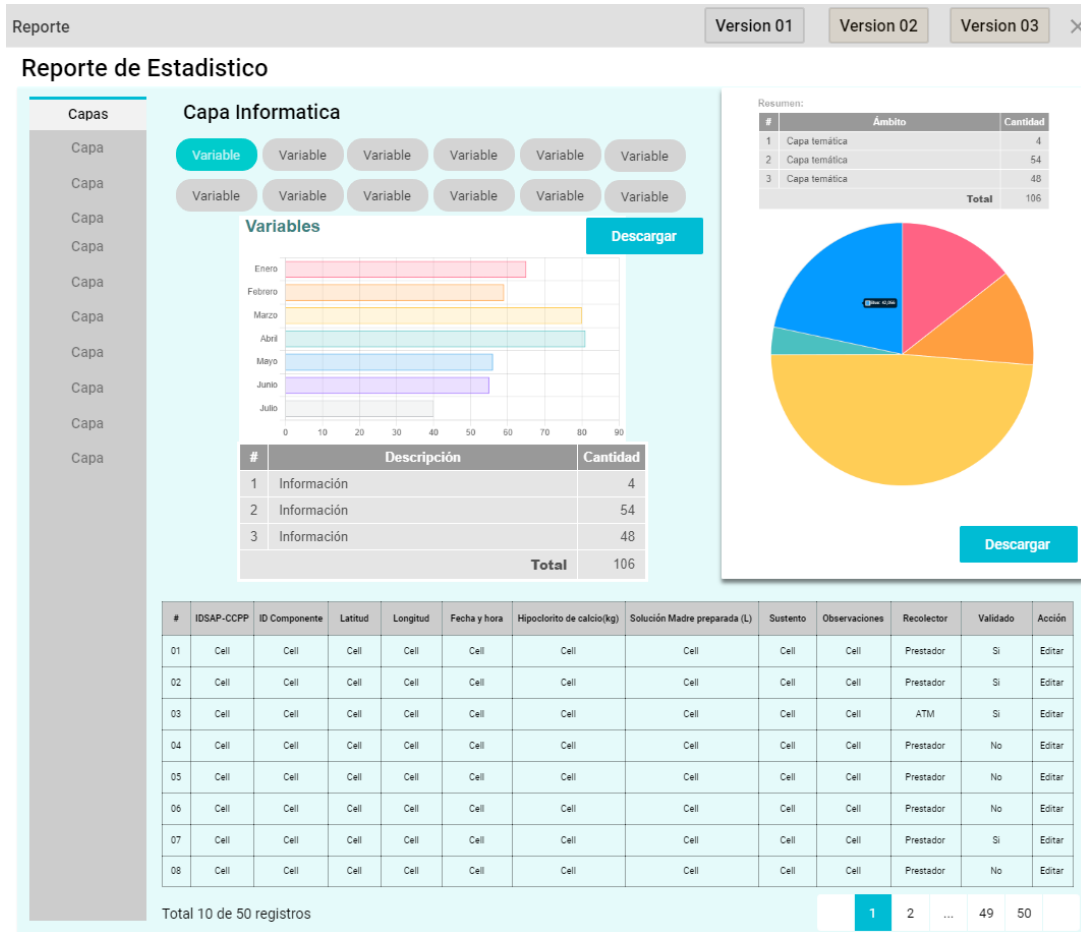 Reporte
Version 01
Version 02
Version 03
Reporte de Estadistico
Capas
Capa
Capa
Capa
Capa
Capa
Capa
Capa
Capa
Capa
Capa
Capa Informatica
Variable Variable Variable Variable Variable Variable
Variable Variable Variable Variable Variable Variable
Variables
Descargar
Enero
Febrero
Marzo
Abril
Mayo
Junio
Julio
0 10 20 30 40 50 60 70 80 90
# Descripción Cantidad
1 Información 4
2 Información 54
3 Información 48
Total 106
Resumen:
# Ámbito Cantidad
1 Capa temática 4
2 Capa temática 54
3 Capa temática 48
Total 106
Descargar
# IDSAP-CCPP ID Componente Latitud Longitud Fecha y hora Hipoclorito de calcio(kg) Solución Madre preparada (L) Sustento Observaciones Recolector Validado Acción
01 Cell Cell Cell Cell Cell Cell Cell Cell Cell Prestador Si Editar
02 Cell Cell Cell Cell Cell Cell Cell Cell Cell Prestador Si Editar
03 Cell Cell Cell Cell Cell Cell Cell Cell Cell ATM Si Editar
04 Cell Cell Cell Cell Cell Cell Cell Cell Cell Prestador No Editar
05 Cell Cell Cell Cell Cell Cell Cell Cell Cell Prestador No Editar
06 Cell Cell Cell Cell Cell Cell Cell Cell Cell Prestador No Editar
07 Cell Cell Cell Cell Cell Cell Cell Cell Cell Prestador Si Editar
08 Cell Cell Cell Cell Cell Cell Cell Cell Cell Prestador No Editar
Total 10 de 50 registros
1 2 ... 49 50